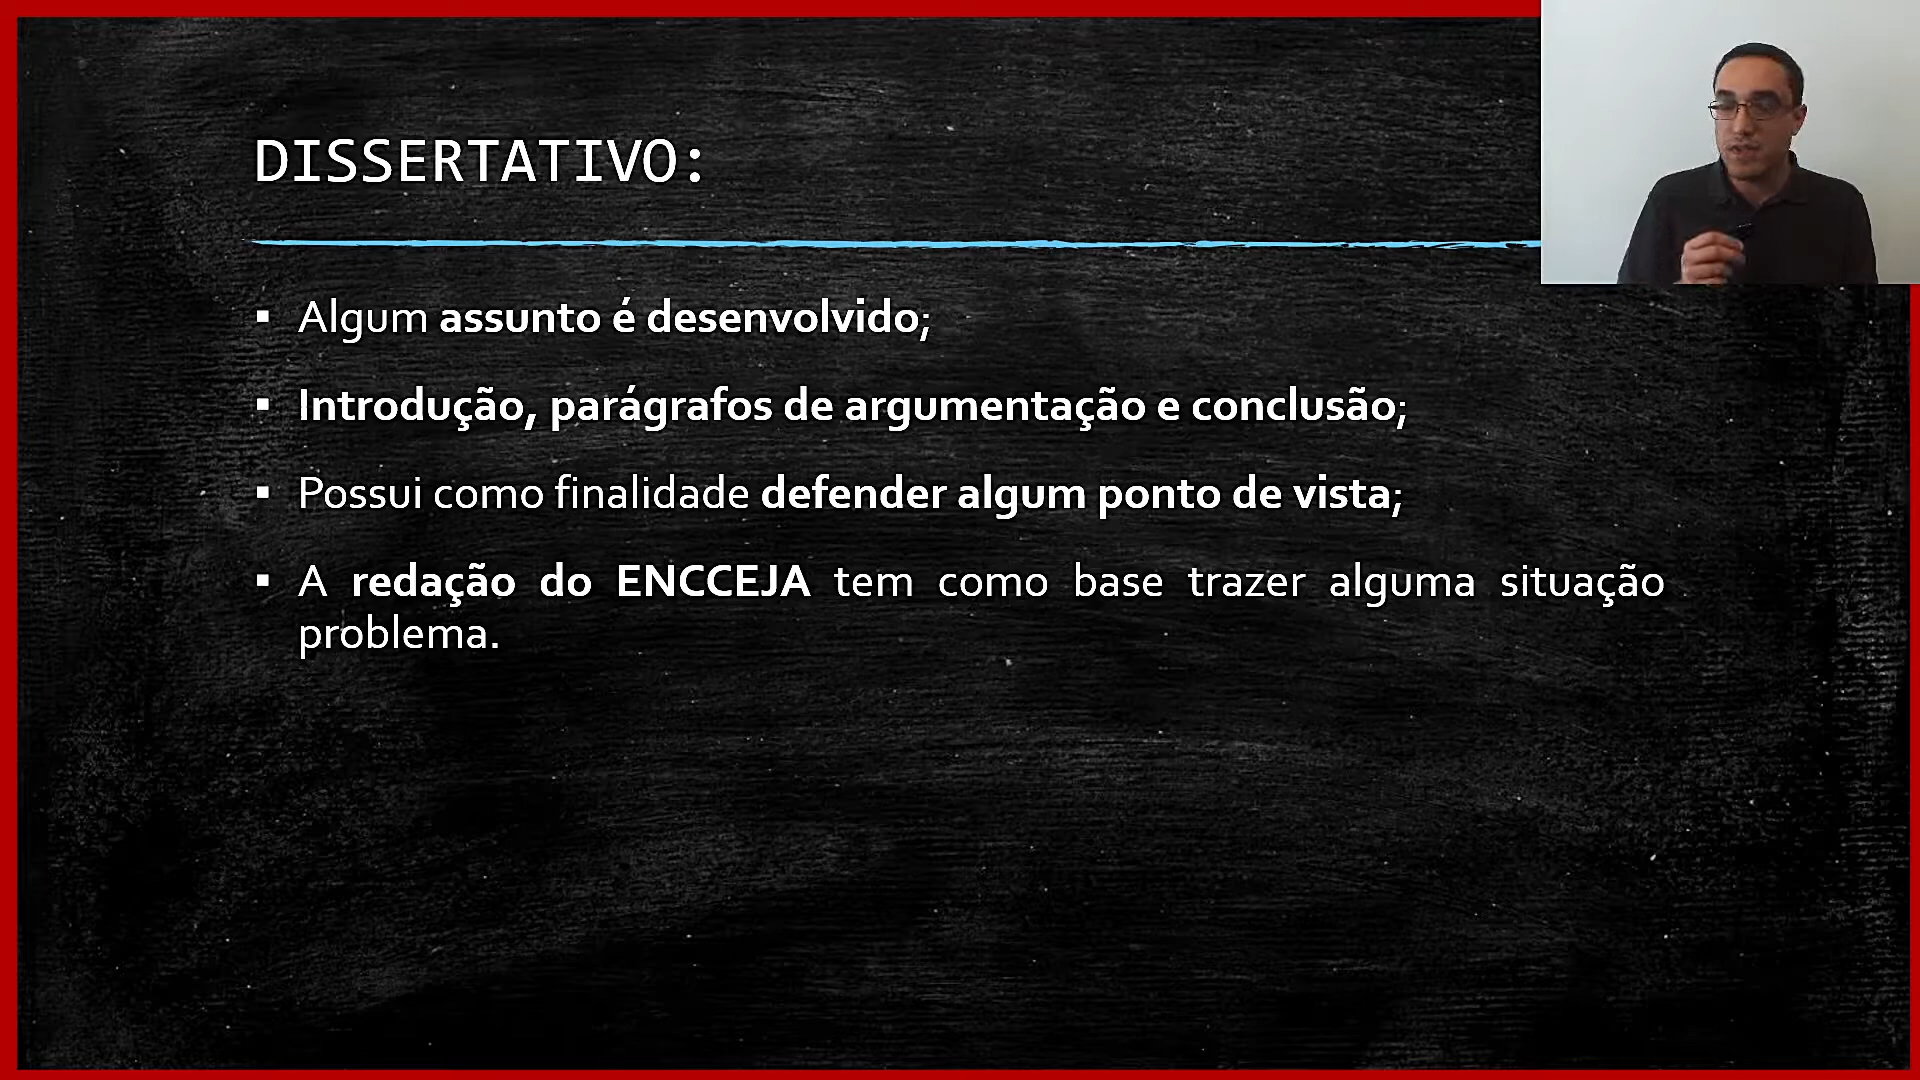 DISSERTATIVO:
▪ Algum assunto é desenvolvido;
▪ Introdução, parágrafos de argumentação e conclusão;
▪ Possui como finalidade defender algum ponto de vista;
▪ A redação do ENCCEJA tem como base trazer alguma situação
problema.